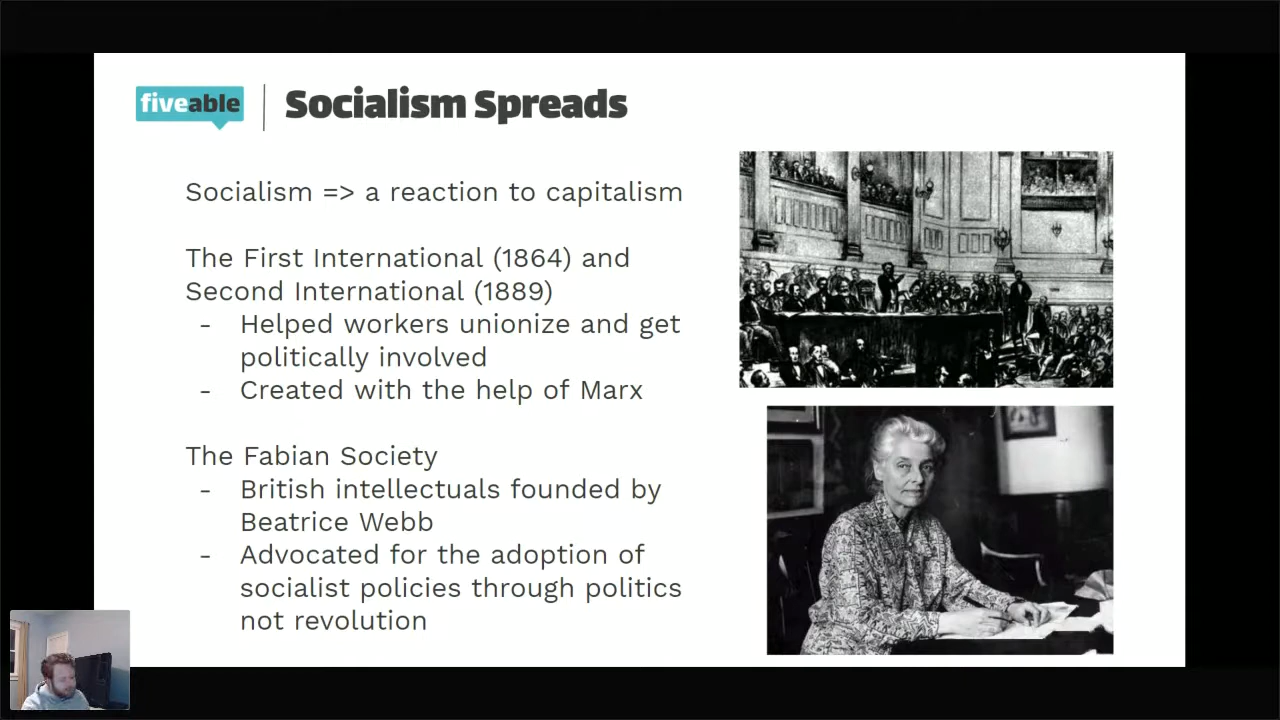 fiveable
Socialism Spreads
Socialism => a reaction to capitalism
The First International (1864) and
Second International (1889)
- Helped workers unionize and get
politically involved
- Created with the help of Marx
The Fabian Society
- British intellectuals founded by
Beatrice Webb
- Advocated for the adoption of
socialist policies through politics
not revolution